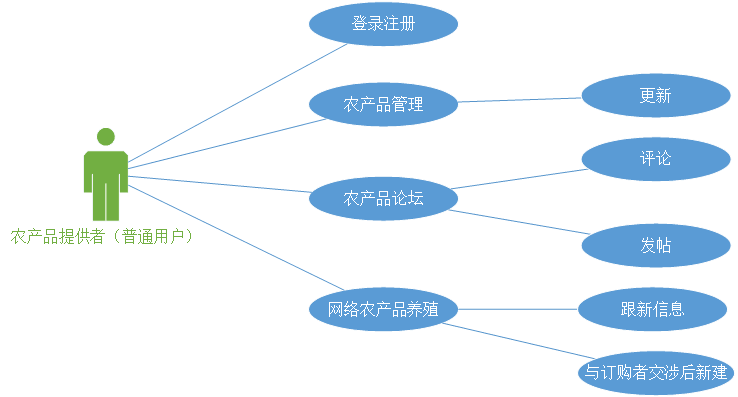 登录注册
农产品管理
更新
评论
农产品论坛
农产品提供者（普通用户）
发帖
网络农产品养殖
跟新信息
与订购者交涉后新建